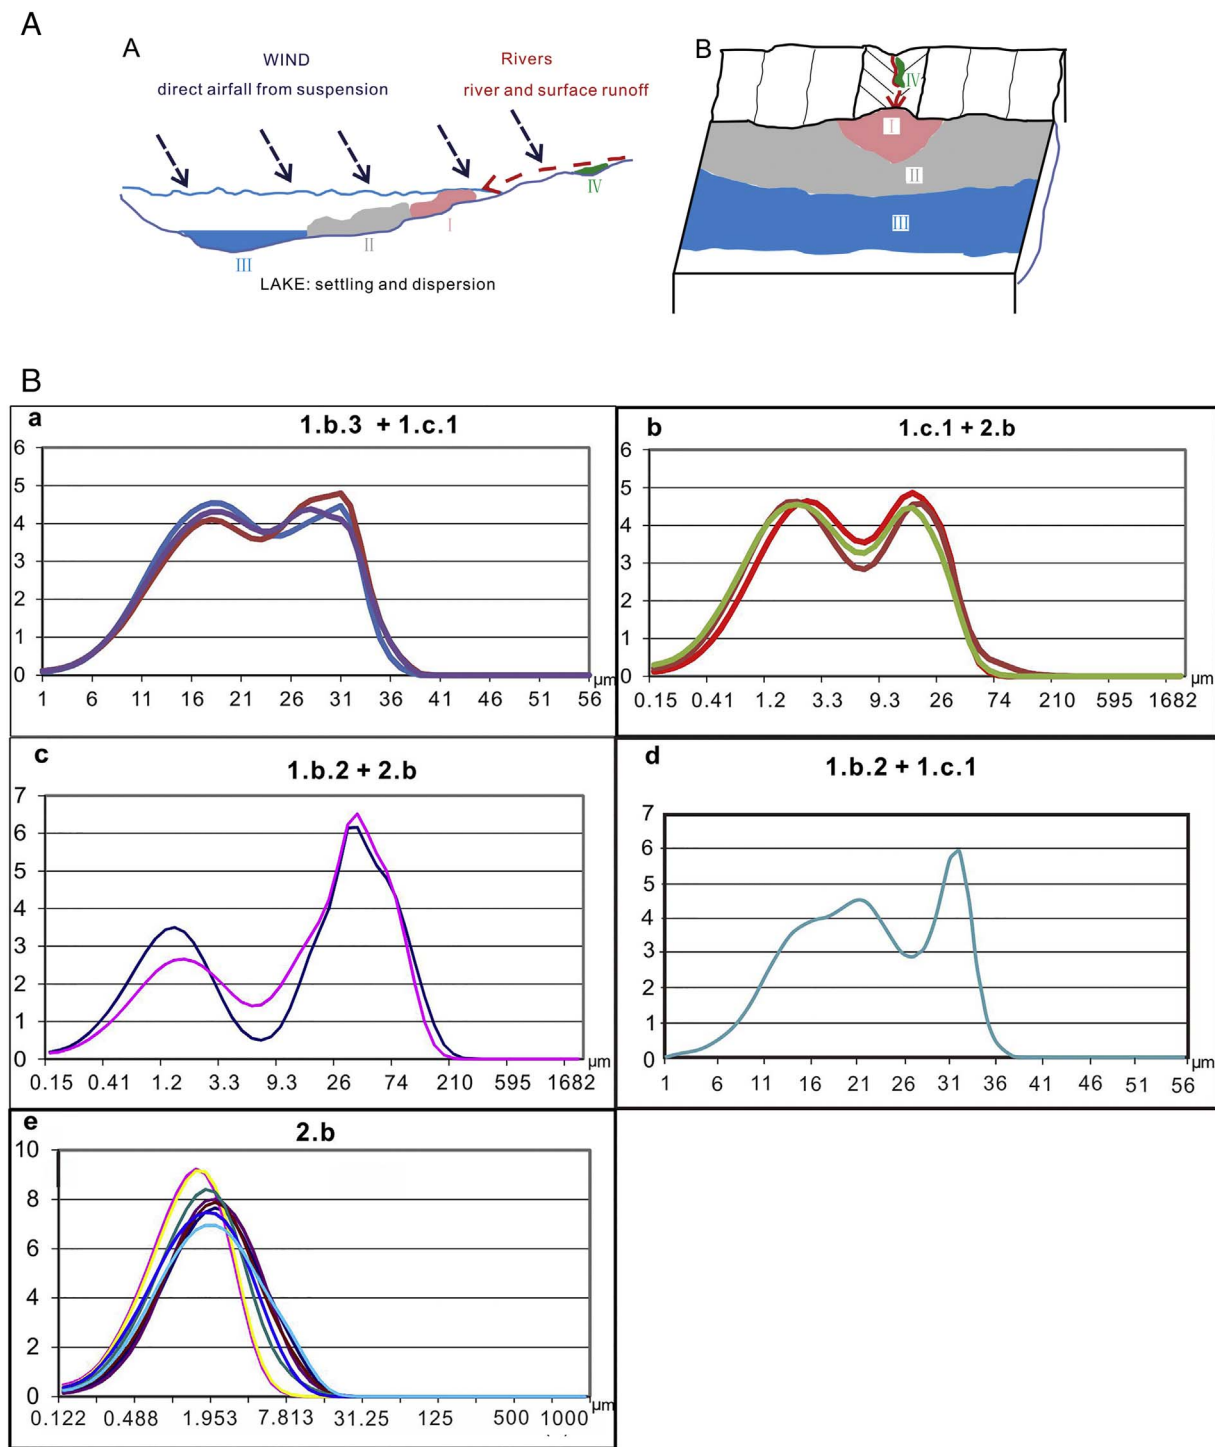 A
A
WIND
direct airfall from suspension
Rivers
river and surface runoff
IV
I
II
III
LAKE: settling and dispersion
B
IV
I
II
III
B
a
1.b.3 + 1.c.1
6
5
4
3
2
1
0
1 6 11 16 21 26 31 36 41 46 51 56 µm
b
1.c.1 + 2.b
6
5
4
3
2
1
0
0.15 0.41 1.2 3.3 9.3 26 74 210 595 1682 µm
c
1.b.2 + 2.b
7
6
5
4
3
2
1
0
0.15 0.41 1.2 3.3 9.3 26 74 210 595 1682 µm
d
1.b.2 + 1.c.1
7
6
5
4
3
2
1
0
1 6 11 16 21 26 31 36 41 46 51 56 µm
e
2.b
10
8
6
4
2
0
0.122 0.488 1.953 7.813 31.25 125 500 1000 µm